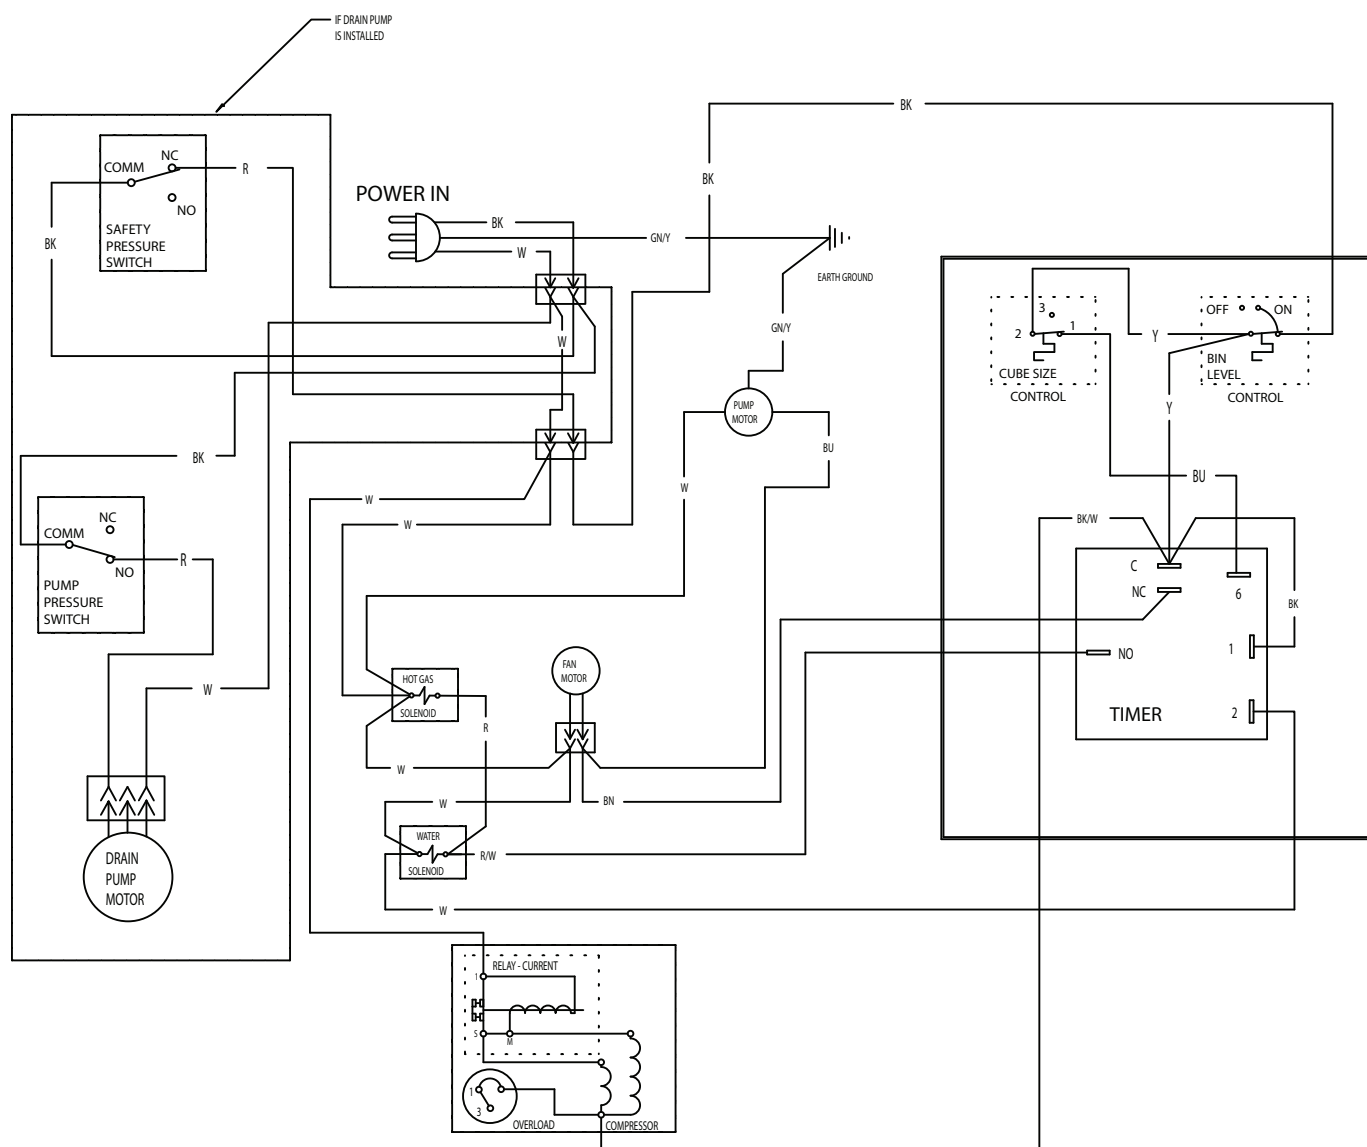 IF DRAIN PUMP
IS INSTALLED
BK
BK
NC
COMM
R
NO
SAFETY
PRESSURE
SWITCH
BK
POWER IN
BK
W
GN/Y
EARTH GROUND
GN/Y
W
3
2
1
CUBE SIZE
CONTROL
OFF
ON
BIN
LEVEL
CONTROL
Y
Y
PUMP
MOTOR
BU
W
BK
W
W
BU
BK/W
NC
COMM
NO
R
PUMP
PRESSURE
SWITCH
C
NC
6
BK
1
NO
2
TIMER
W
HOT GAS
SOLENOID
R
FAN
MOTOR
W
W
BN
WATER
SOLENOID
R/W
W
DRAIN
PUMP
MOTOR
RELAY - CURRENT
1
S
M
1
3
OVERLOAD
COMPRESSOR